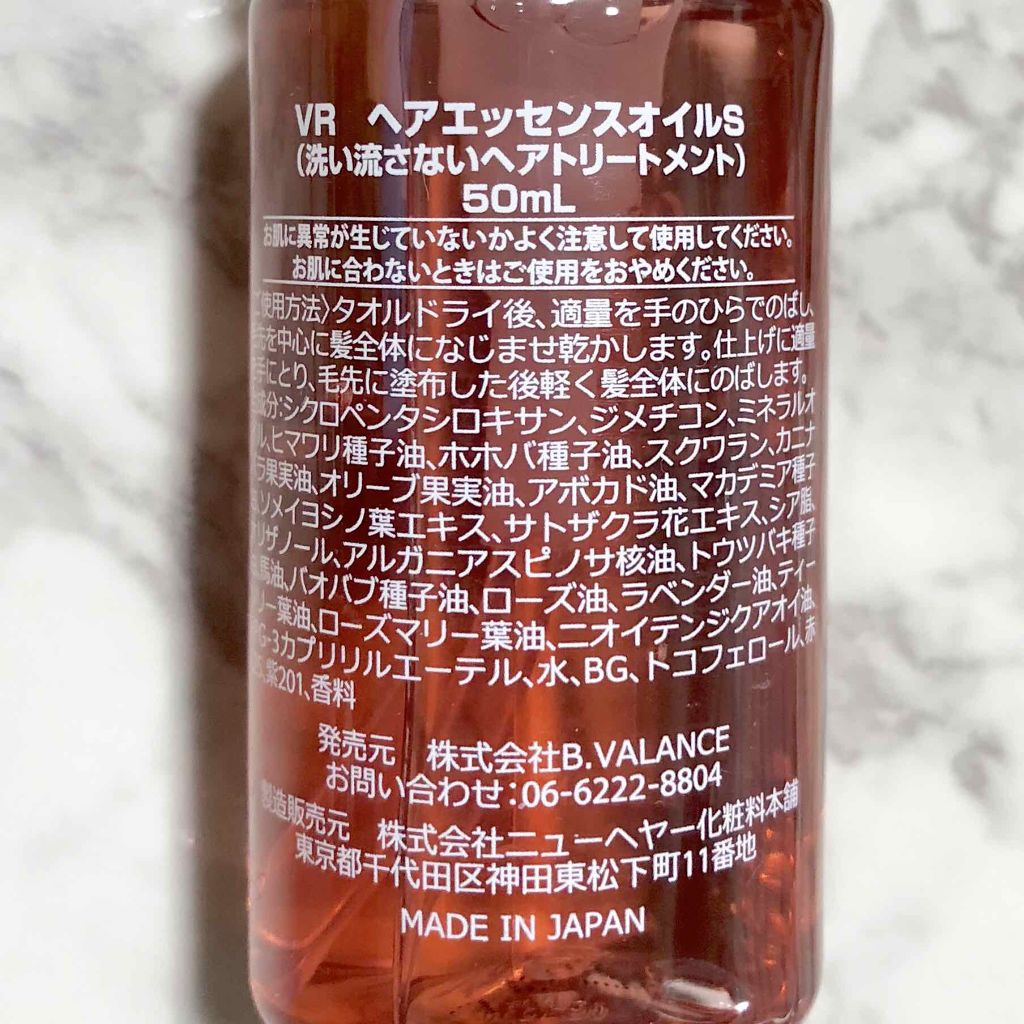 VR ヘアエッセンスオイルS
(洗い流さないヘアトリートメント)
50mL
お肌に異常が生じていないかよく注意して使用してください。
お肌に合わないときはご使用をおやめください。
使用方法〉タオルドライ後、適量を手のひらでのばし、
先を中心に髪全体になじませ乾かします。仕上げに適量
手にとり、毛先に塗布した後軽く髪全体にのばします。
成分:シクロペンタシロキサン、ジメチコン、ミネラルオ
ル、ヒマワリ種子油、ホホバ種子油、スクワラン、カニナ
ラ果実油、オリーブ果実油、アボカド油、マカデミア種子
、ソメイヨシノ葉エキス、サトザクラ花エキス、シア脂、
リザノール、アルガニアスピノサ核油、トウツバキ種子
、馬油、バオバブ種子油、ローズ油、ラベンダー油、ティー
リー葉油、ローズマリー葉油、ニオイテンジクアオイ油、
G-3カプリリルエーテル、水、BG、トコフェロール、赤
、紫201、香料
発売元 株式会社B.VALANCE
お問い合わせ:06-6222-8804
製造販売元 株式会社ニューヘヤー化粧料本舗
東京都千代田区神田東松下町11番地
MADE IN JAPAN